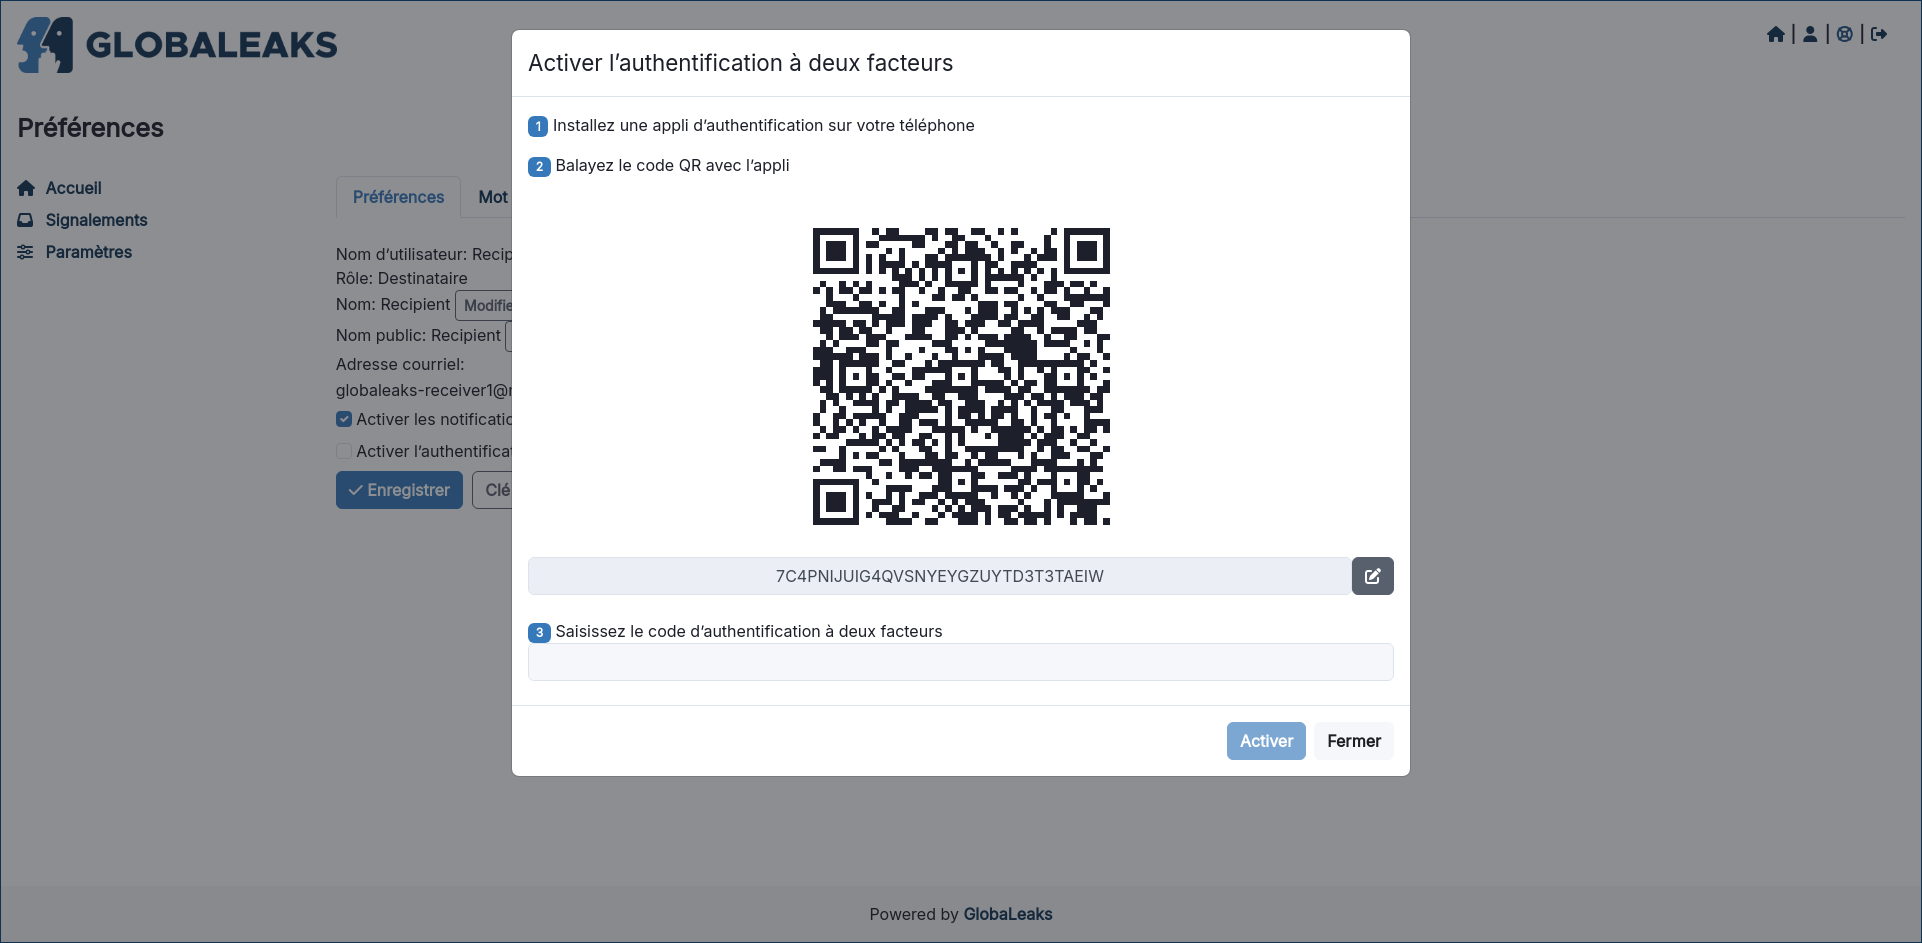 GLOBALEAKS
Préférences
Accueil
Signalements
Paramètres
Préférences
Mot
Nom d’utilisateur: Recip
Rôle: Destinataire
Nom: Recipient
Modifie
Nom public: Recipient
Adresse courriel:
globaleaks-receiver1@
Activer les notificatio
Activer l’authentificat
Enregistrer
Clé
Activer l’authentification à deux facteurs
1 Installez une appli d’authentification sur votre téléphone
2 Balayez le code QR avec l’appli
7C4PNIJUIG4QVSNYEYGZUYTD3T3TAEIW
3 Saisissez le code d’authentification à deux facteurs
Activer
Fermer
Powered by GlobaLeaks